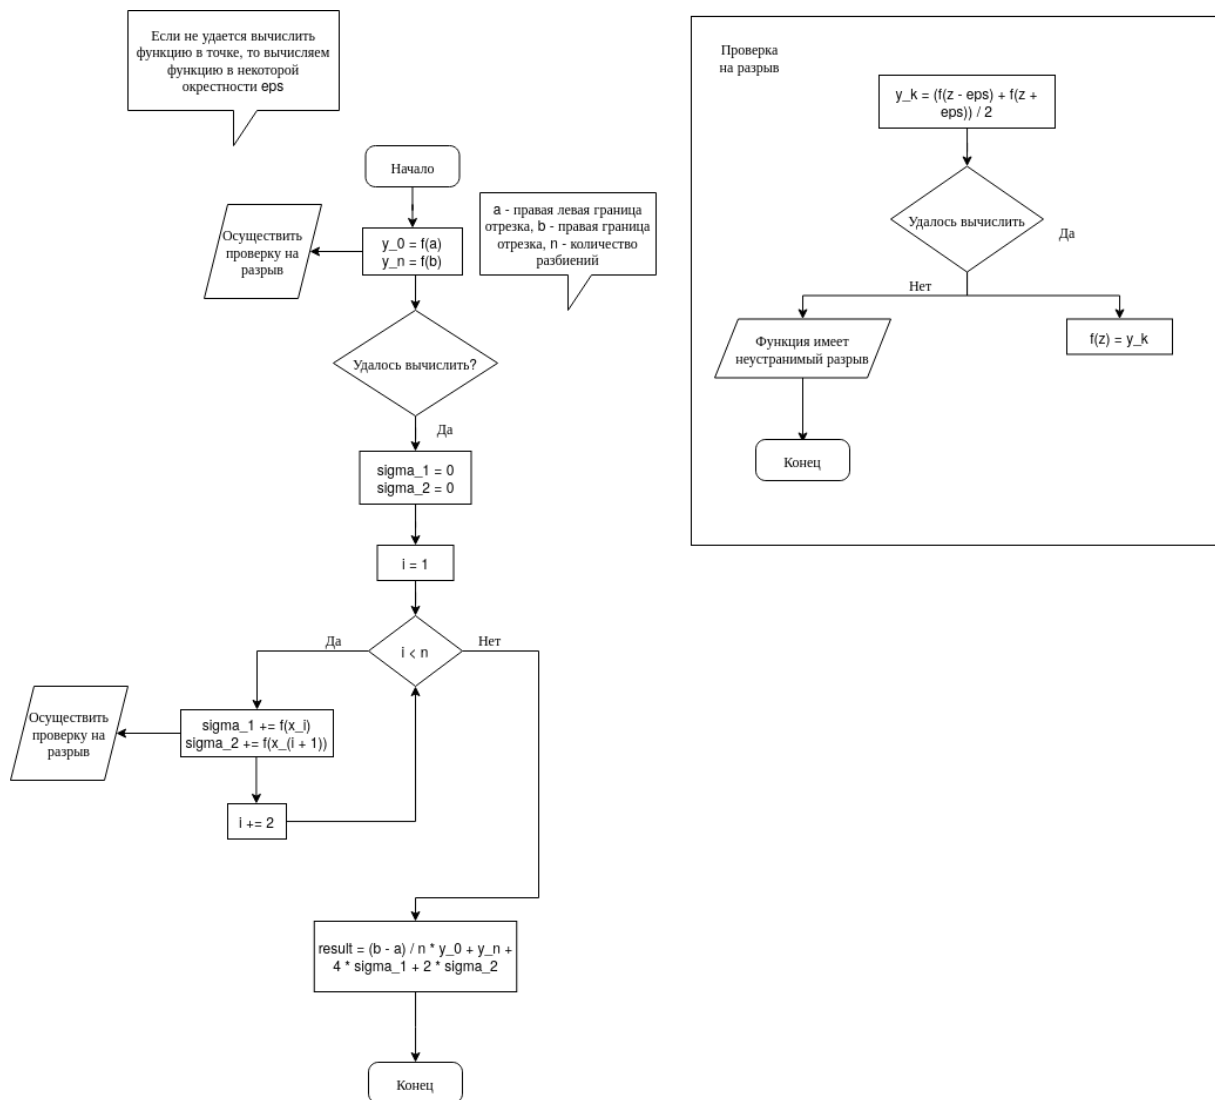 Если не удается вычислить
функцию в точке, то вычисляем
функцию в некоторой
окрестности eps
Начало
a - правая левая граница
отрезка, b - правая граница
отрезка, n - количество
разбиений
Осуществить
проверку на
разрыв
y_0 = f(a)
y_n = f(b)
Удалось вычислить?
Да
sigma_1 = 0
sigma_2 = 0
i = 1
Да
i < n
Нет
Осуществить
проверку на
разрыв
sigma_1 += f(x_i)
sigma_2 += f(x_(i + 1))
i += 2
result = (b - a) / n * y_0 + y_n +
4 * sigma_1 + 2 * sigma_2
Конец
Проверка
на разрыв
y_k = (f(z - eps) + f(z +
eps)) / 2
Удалось вычислить
Да
Нет
Функция имеет
неустранимый разрыв
f(z) = y_k
Конец